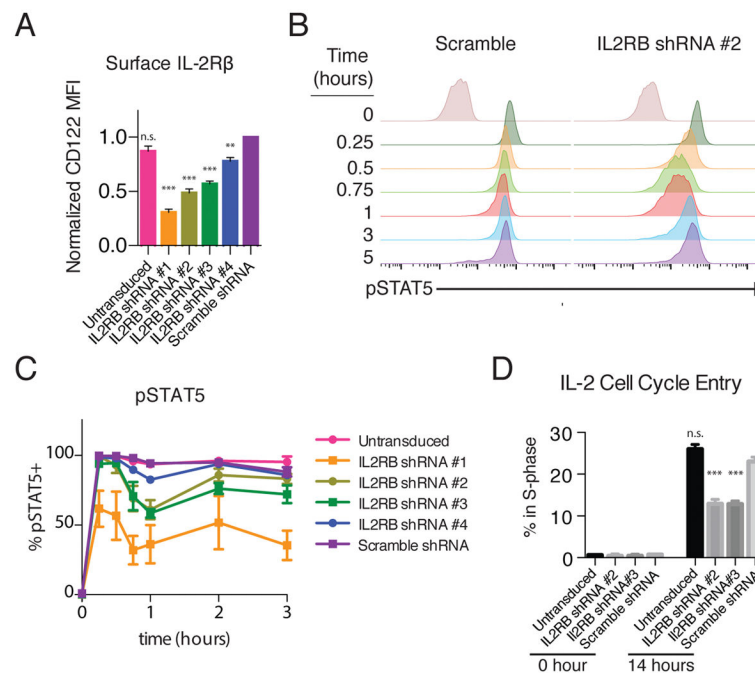 A
Surface IL-2Rβ
Normalized CD122 MFI
1.0
0.5
0.0
n.s.
***
***
***
**
Untransduced
IL2RB shRNA #1
IL2RB shRNA #2
IL2RB shRNA #3
IL2RB shRNA #4
Scramble shRNA
B
Time
(hours)
Scramble
IL2RB shRNA #2
0
0.25
0.5
0.75
1
3
5
pSTAT5
C
pSTAT5
% pSTAT5+
100
50
0
0
1
2
3
time (hours)
Untransduced
IL2RB shRNA #1
IL2RB shRNA #2
IL2RB shRNA #3
IL2RB shRNA #4
Scramble shRNA
D
IL-2 Cell Cycle Entry
% in S-phase
30
20
10
0
n.s.
***
***
Untransduced
IL2RB shRNA #2
Il2RB shRNA#3
Scramble shRNA
Untransduced
IL2RB shRNA #2
Il2RB shRNA#3
Scramble shRNA
0 hour
14 hours